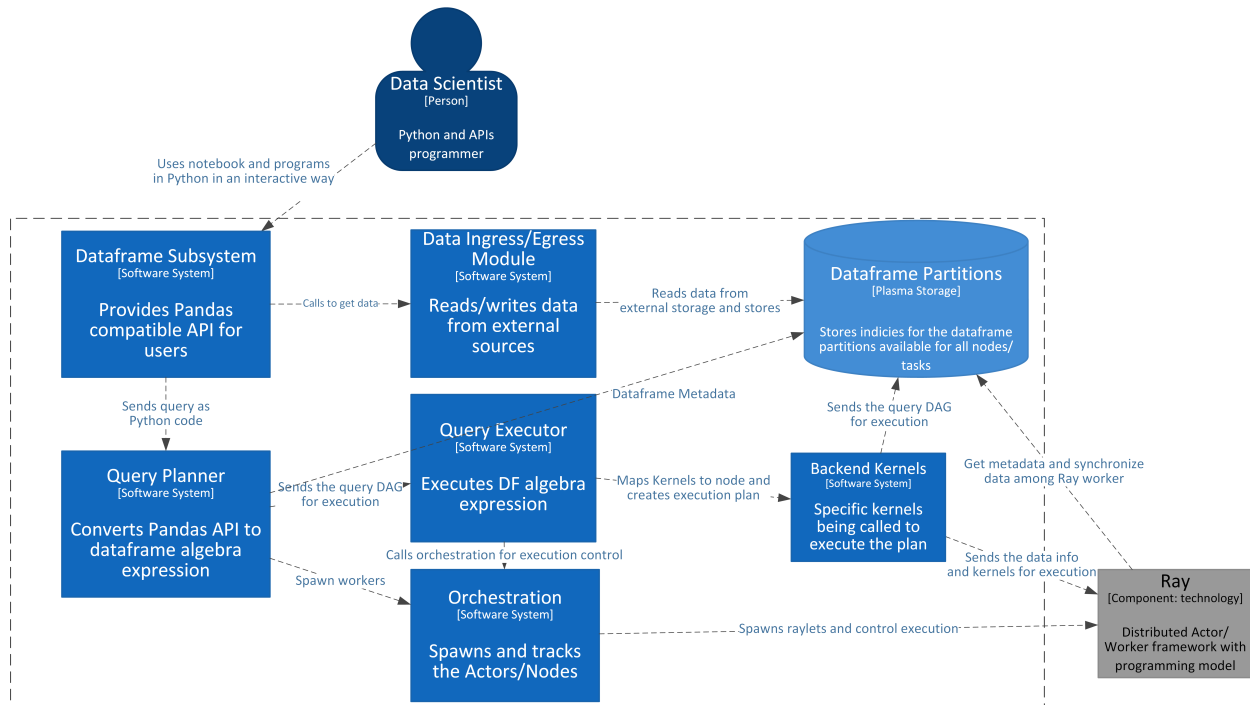 Data Scientist
[Person]
Python and APIs
programmer
Uses notebook and programs
in Python in an interactive way
Dataframe Subsystem
[Software System]
Provides Pandas
compatible API for
users
Calls to get data
Data Ingress/Egress
Module
[Software System]
Reads/writes data
from external
sources
Reads data from
external storage and stores
Dataframe Partitions
[Plasma Storage]
Stores indicies for the dataframe
partitions available for all nodes/
tasks
Sends query as
Python code
Dataframe Metadata
Sends the query DAG
for execution
Query Planner
[Software System]
Converts Pandas API to
dataframe algebra
expression
Sends the query DAG
for execution
Query Executor
[Software System]
Executes DF algebra
expression
Maps Kernels to node and
creates execution plan
Backend Kernels
[Software System]
Specific kernels
being called to
execute the plan
Get metadata and synchronize
data among Ray worker
Calls orchestration for execution control
Sends the data info
and kernels for execution
Spawn workers
Orchestration
[Software System]
Spawns and tracks
the Actors/Nodes
Spawns raylets and control execution
Ray
[Component: technology]
Distributed Actor/
Worker framework with
programming model